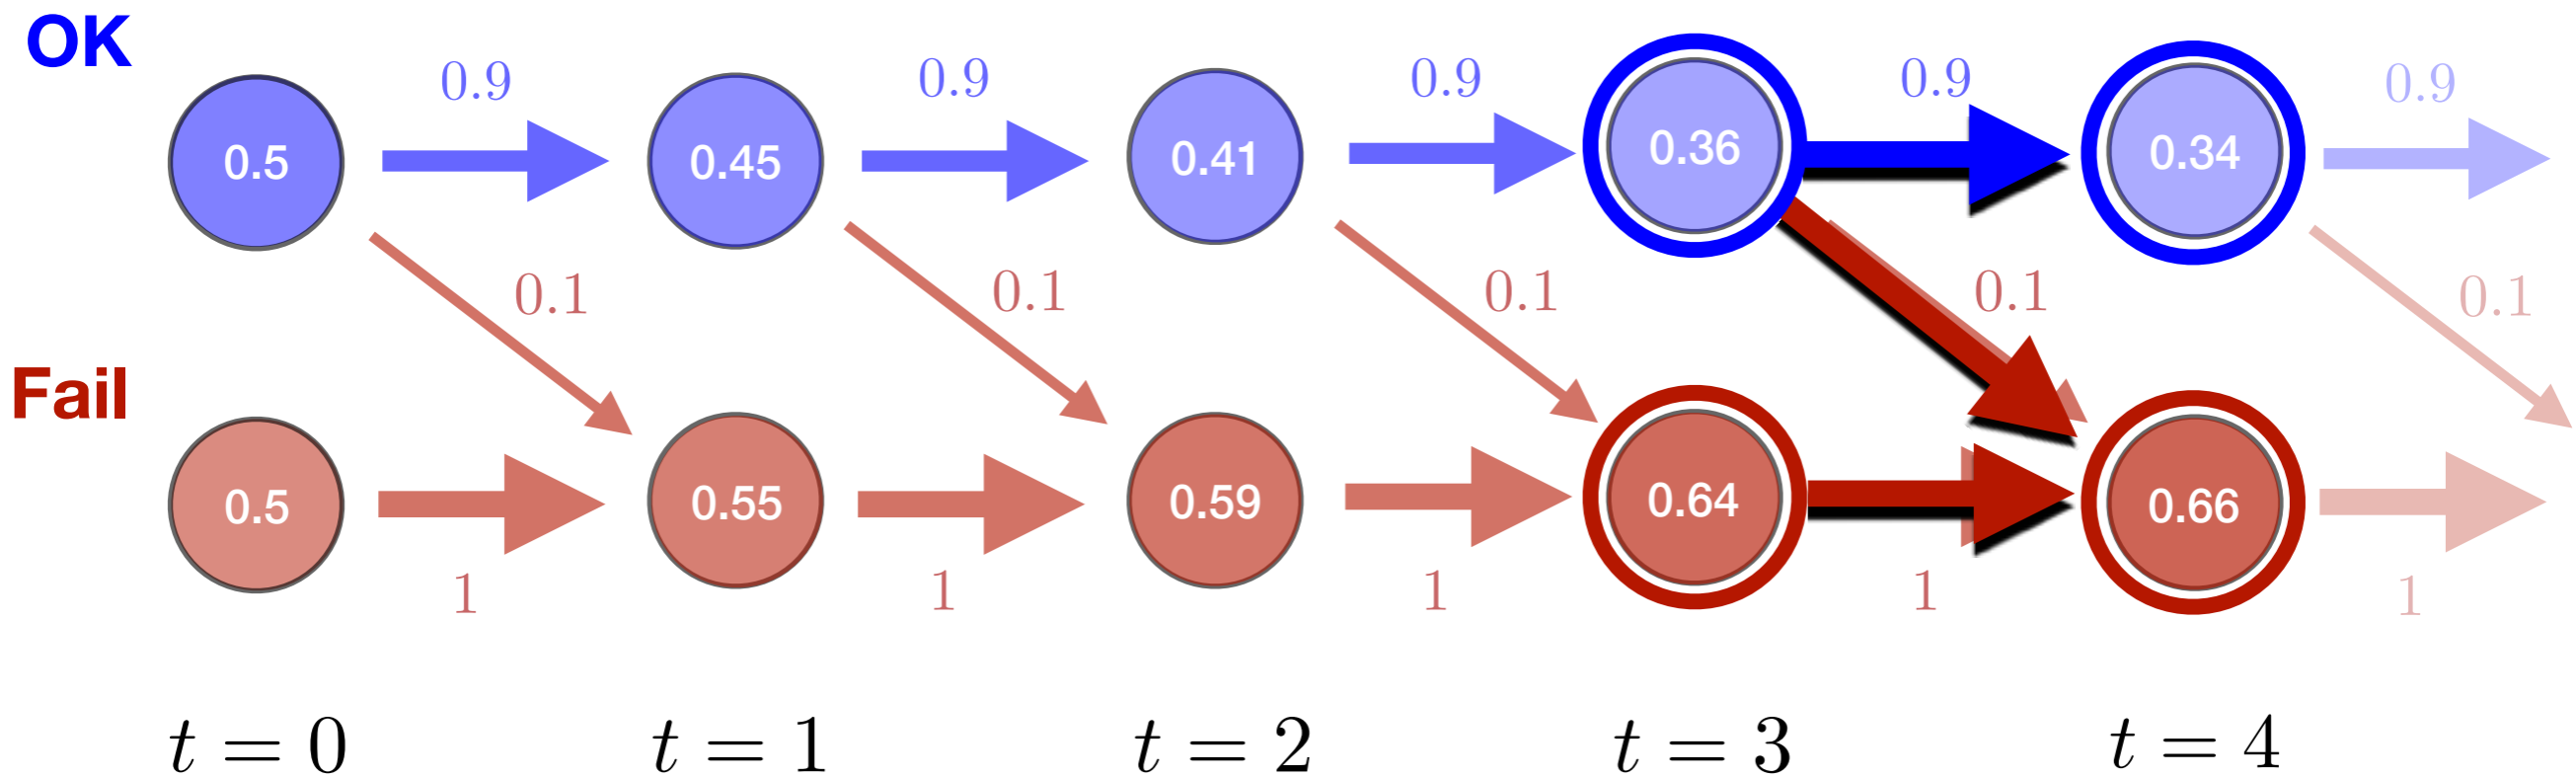 OK
0.9 0.9 0.9 0.9 0.9
0.5 0.45 0.41 0.36 0.34
0.1 0.1 0.1 0.1 0.1
Fail
0.5 0.55 0.59 0.64 0.66
1 1 1 1 1
t = 0 t = 1 t = 2 t = 3 t = 4